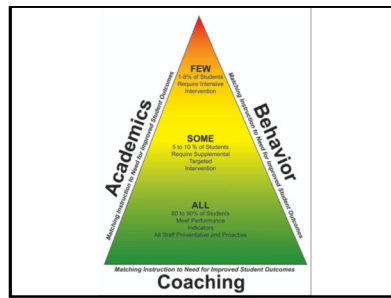 FEW
1-8% of Students
Require Intensive
Intervention
SOME
5 to 10 % of Students
Require Supplemental
Targeted
Intervention
ALL
80 to 90% of Students
Meet Performance
Indicators
All Staff Preventative and Proactive
Academics
Matching Instruction to Need for Improved Student Outcomes
Behavior
Matching Instruction to Need for Improved Student Outcomes
Matching Instruction to Need for Improved Student Outcomes
Coaching